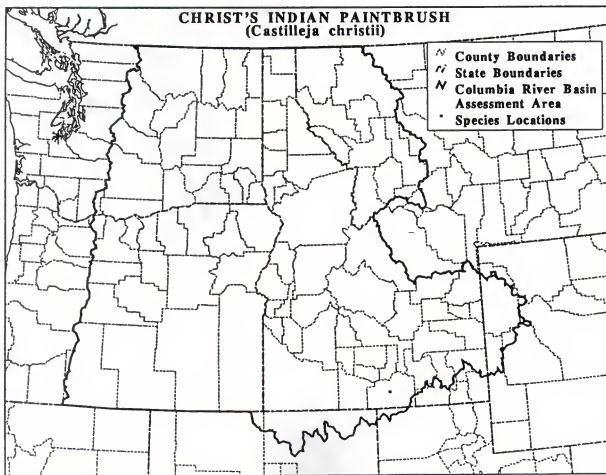 CHRIST'S INDIAN PAINTBRUSH
(Castilleja christii)
County Boundaries
State Boundaries
Columbia River Basin
Assessment Area
Species Locations